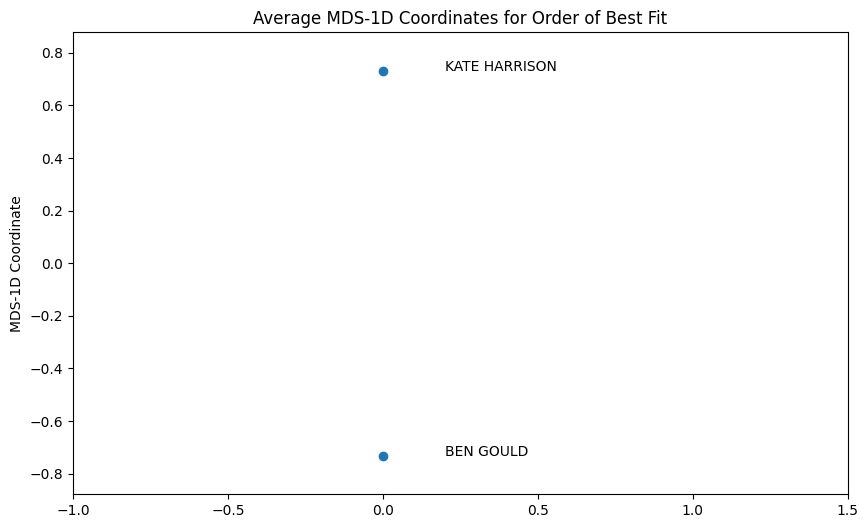 Average MDS-1D Coordinates for Order of Best Fit
0.8
KATE HARRISON
0.6
0.4
0.2
MDS-1D Coordinate
0.0
−0.2
−0.4
−0.6
BEN GOULD
−0.8
−1.0 −0.5 0.0 0.5 1.0 1.5